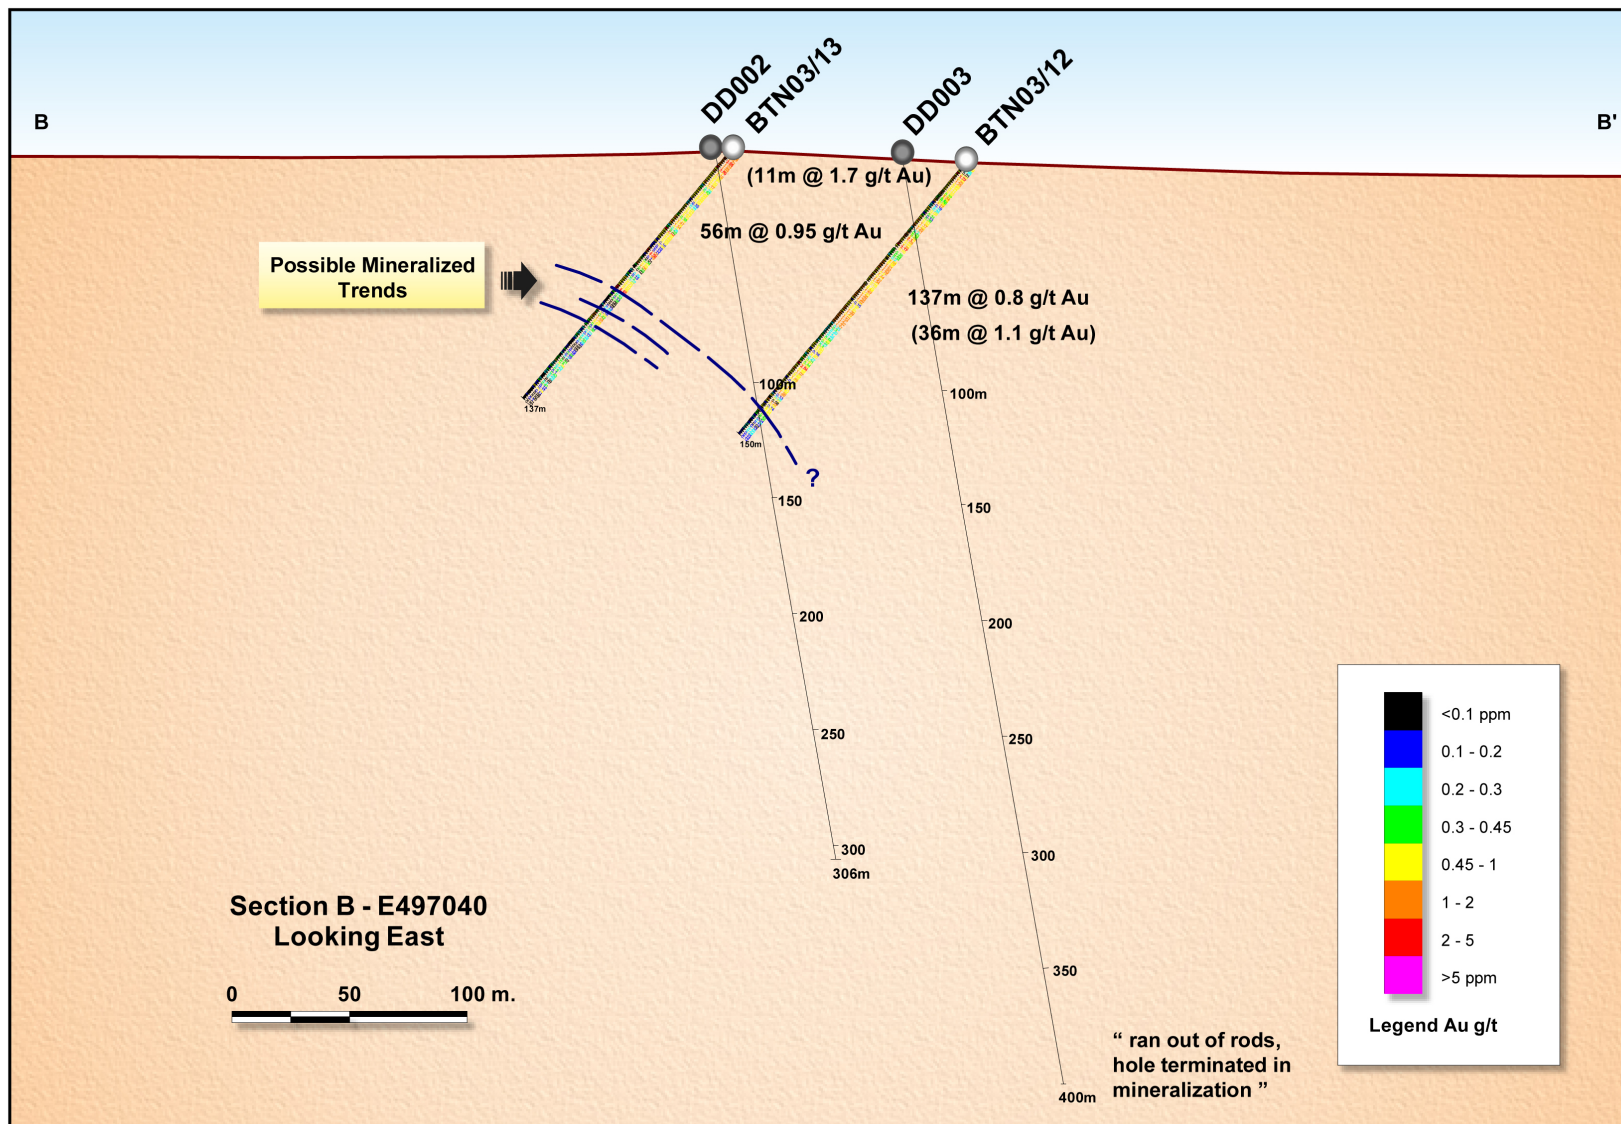 DD002
BTN03/13
DD003
BTN03/12
B
B'
(11m @ 1.7 g/t Au)
56m @ 0.95 g/t Au
Possible Mineralized
Trends
137m @ 0.8 g/t Au
(36m @ 1.1 g/t Au)
100m
100m
137m
150m
?
150
150
200
200
250
250
300
306m
300
350
400m
Section B - E497040
Looking East
0 50 100 m.
“ ran out of rods,
hole terminated in
mineralization ”
<0.1 ppm
0.1 - 0.2
0.2 - 0.3
0.3 - 0.45
0.45 - 1
1 - 2
2 - 5
>5 ppm
Legend Au g/t